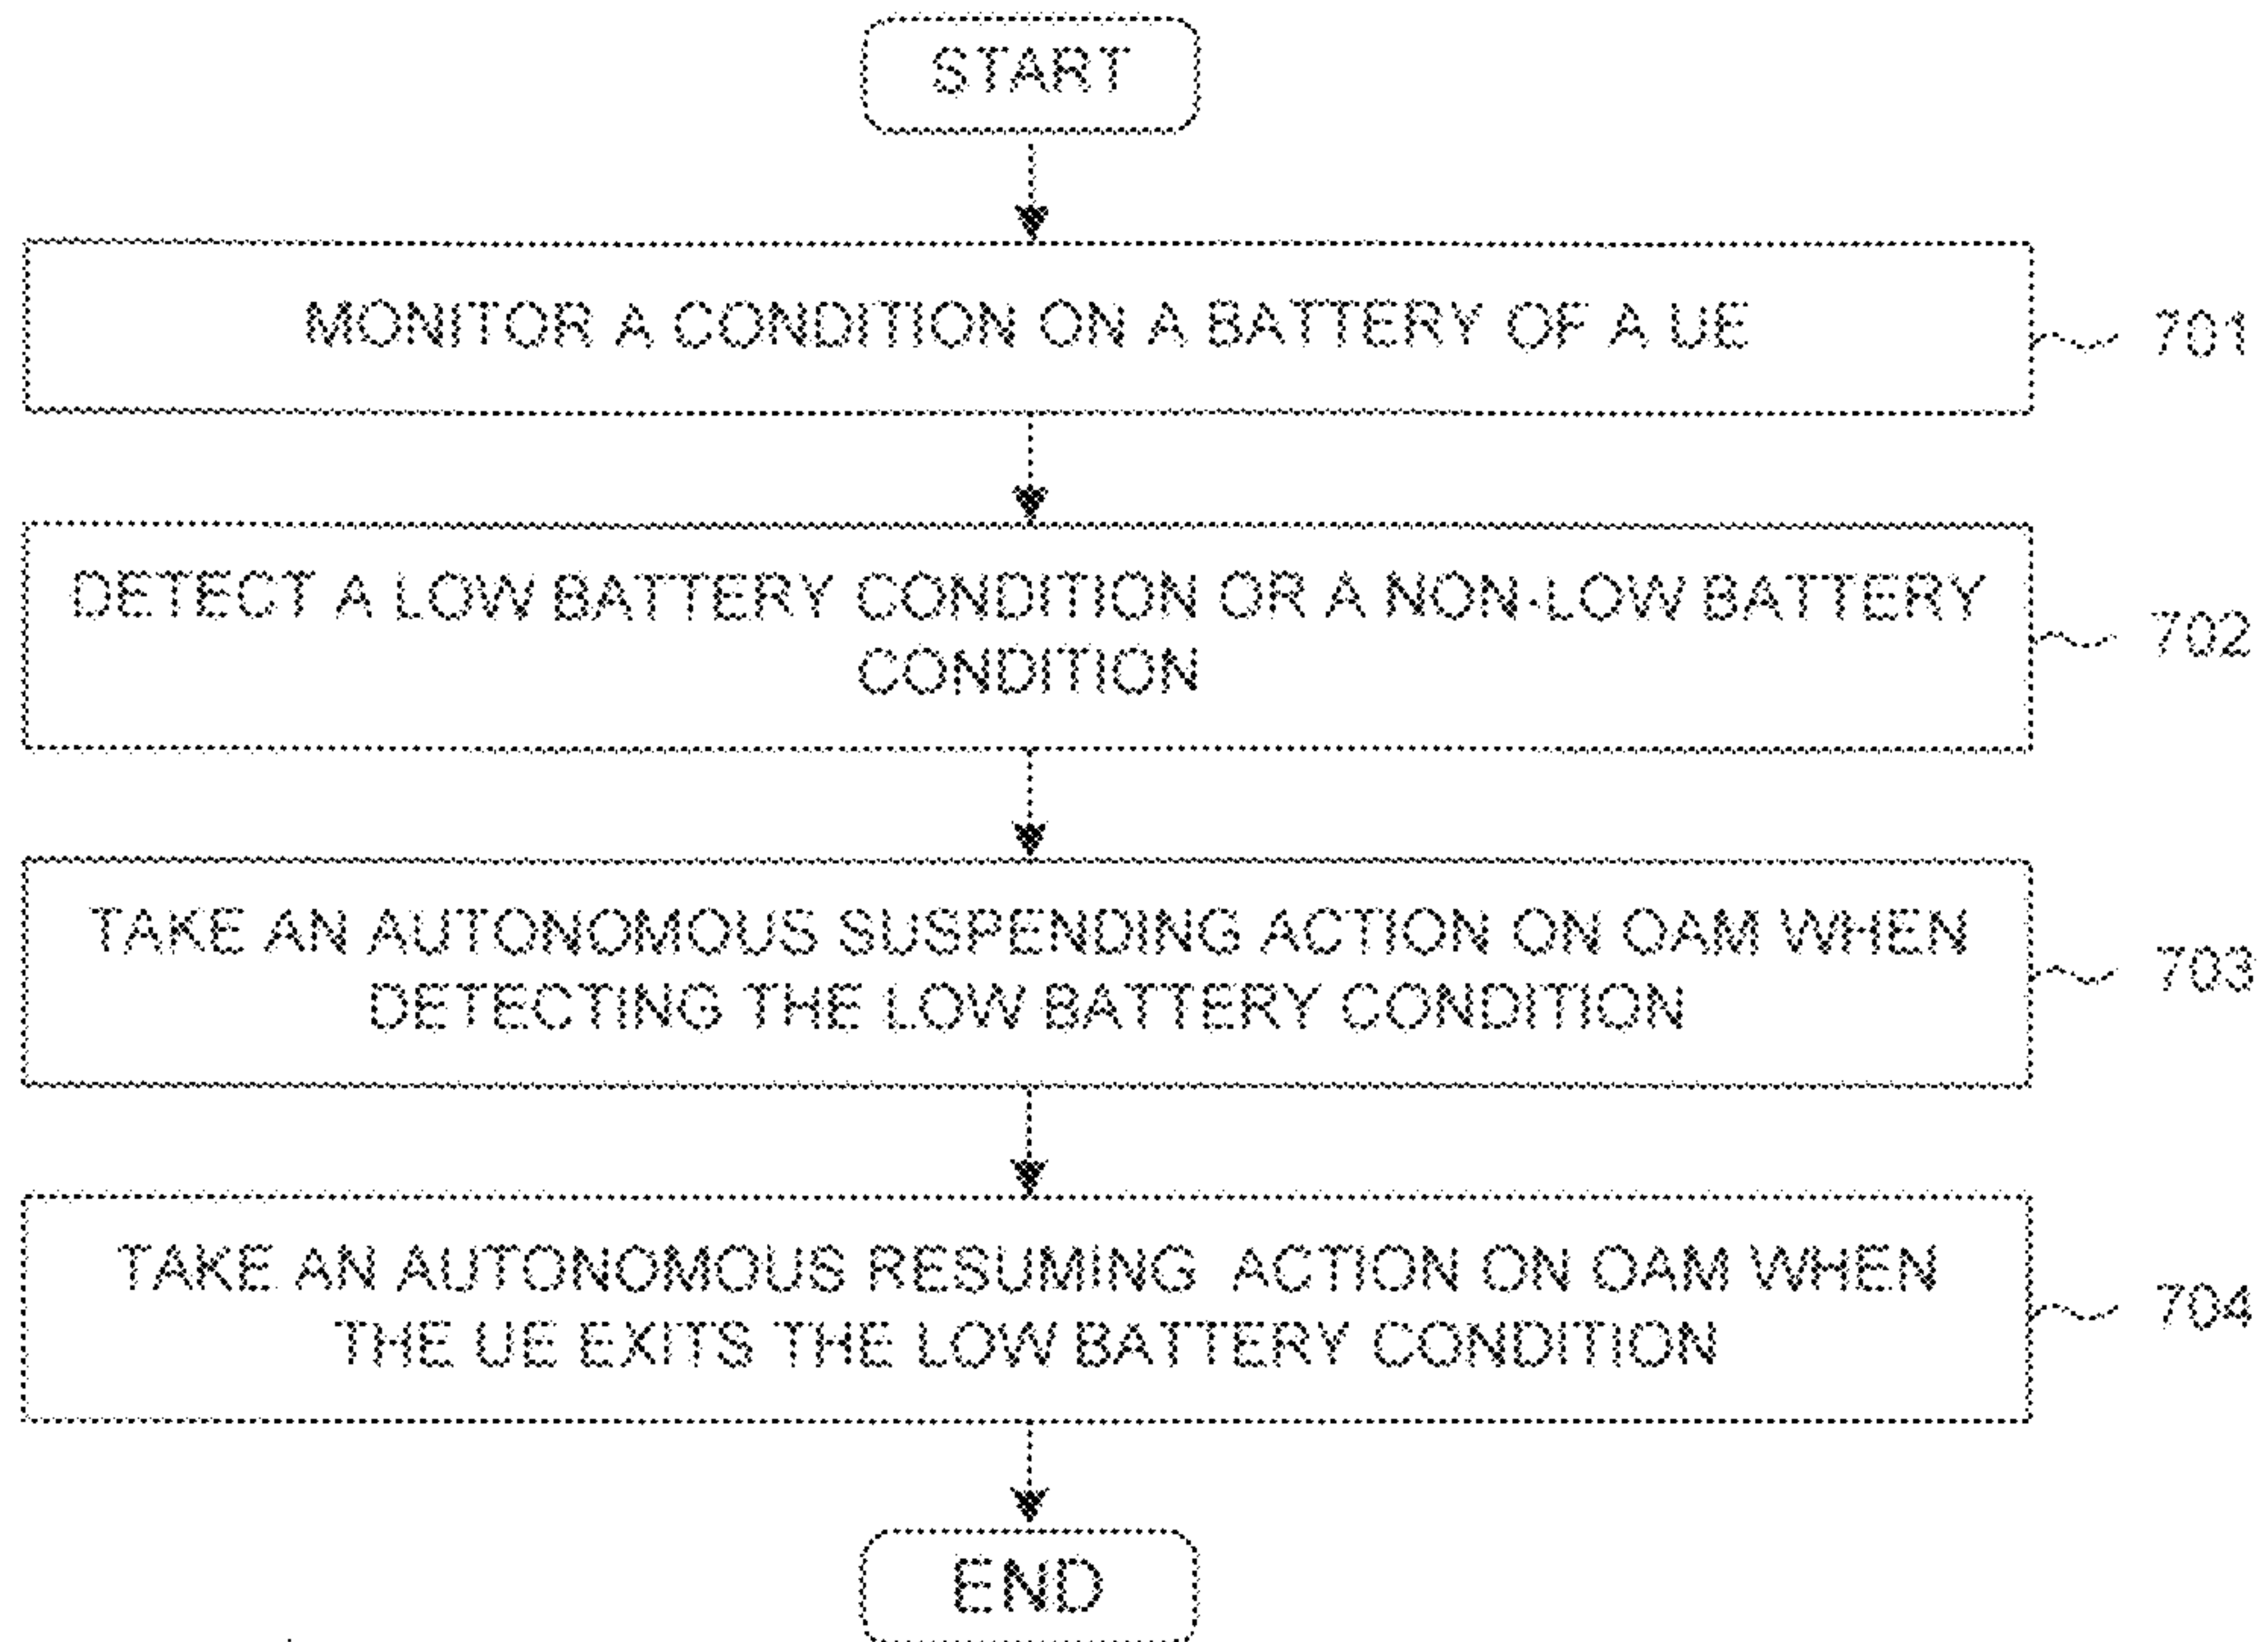 START
MONITOR A CONDITION ON A BATTERY OF A UE
701
DETECT A LOW BATTERY CONDITION OR A NON-LOW BATTERY
CONDITION
702
TAKE AN AUTONOMOUS SUSPENDING ACTION ON OAM WHEN
DETECTING THE LOW BATTERY CONDITION
703
TAKE AN AUTONOMOUS RESUMING ACTION ON OAM WHEN
THE UE EXITS THE LOW BATTERY CONDITION
704
END